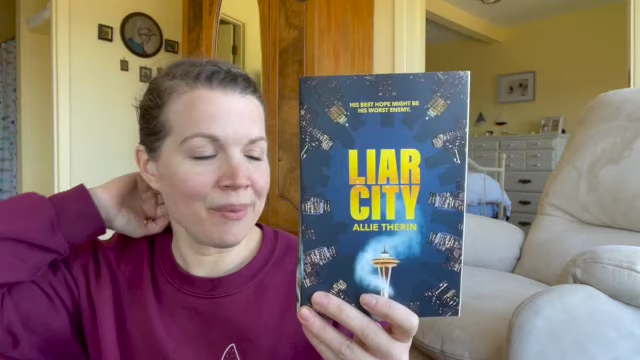 HIS BEST HOPE MIGHT BE
HIS WORST ENEMY.
LIAR
CITY
ALLIE THERIN